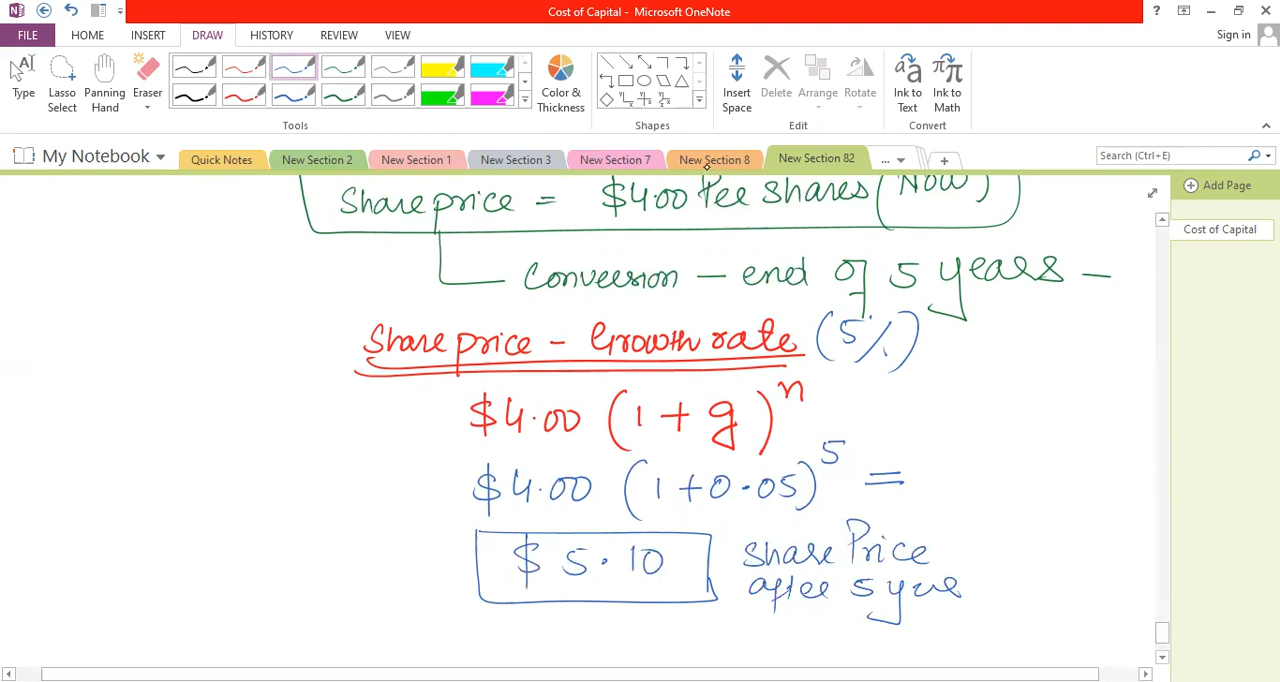 Cost of Capital - Microsoft OneNote
?
FILE HOME INSERT DRAW HISTORY REVIEW VIEW
Sign in
Type
Lasso Select
Panning Hand
Eraser
Color & Thickness
Insert Space
Delete
Arrange
Rotate
Ink to Text
Ink to Math
Tools
Shapes
Edit
Convert
My Notebook
Quick Notes
New Section 2
New Section 1
New Section 3
New Section 7
New Section 8
New Section 82
...
Search (Ctrl+E)
Add Page
Cost of Capital
Share price = $4.00 Per Shares (Now)
Conversion - end of 5 years -
Share price - Growth rate (5%)
$4.00 (1 + g)^n
$4.00 (1+0.05)^5 =
$ 5.10
Share Price
after 5